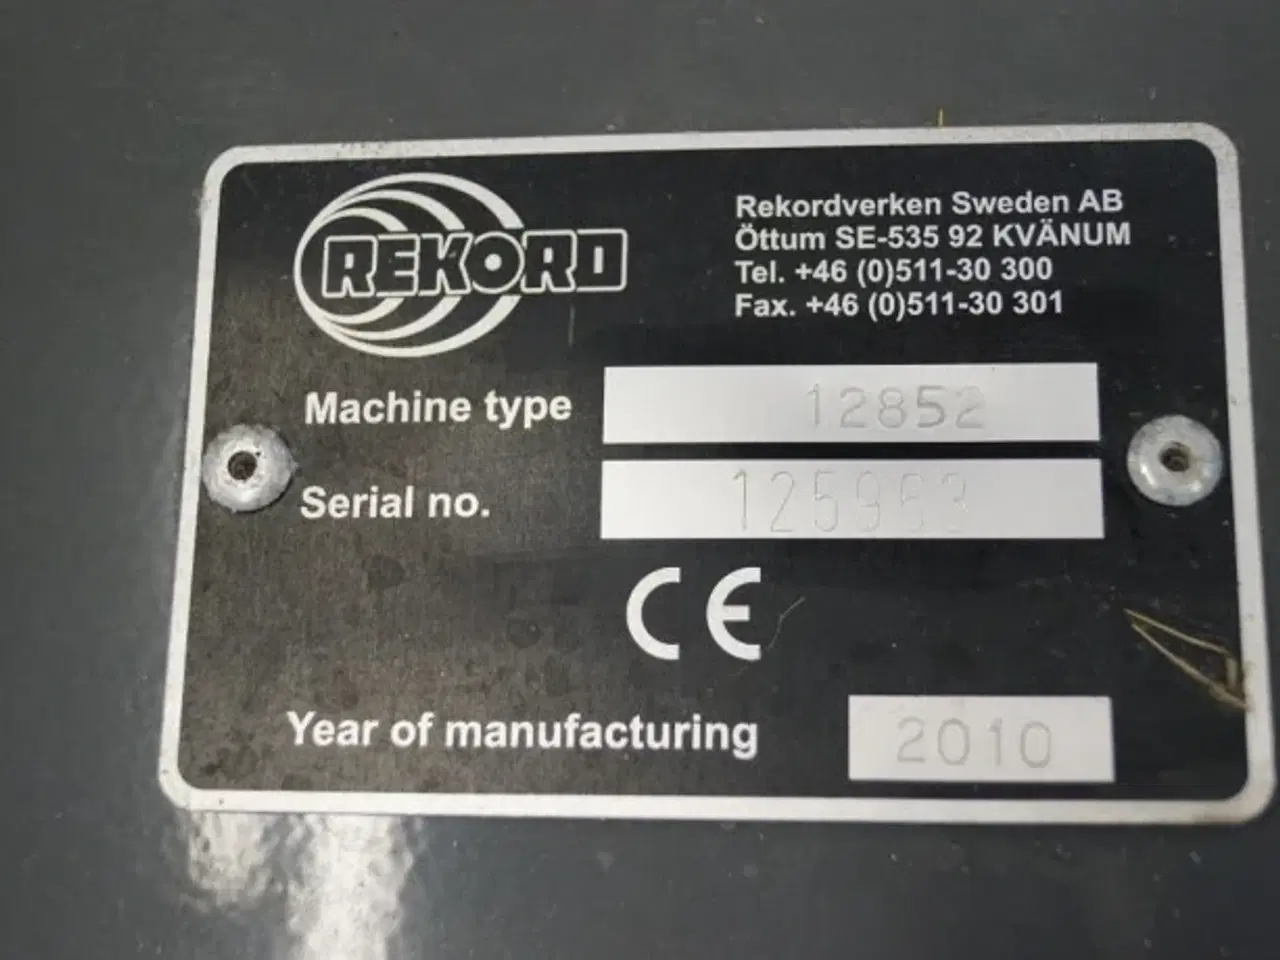 REKORD
Rekordverken Sweden AB
Öttum SE-535 92 KVÄNUM
Tel. +46 (0)511-30 300
Fax. +46 (0)511-30 301
Machine type 12852
Serial no. 125963
CE
Year of manufacturing 2010